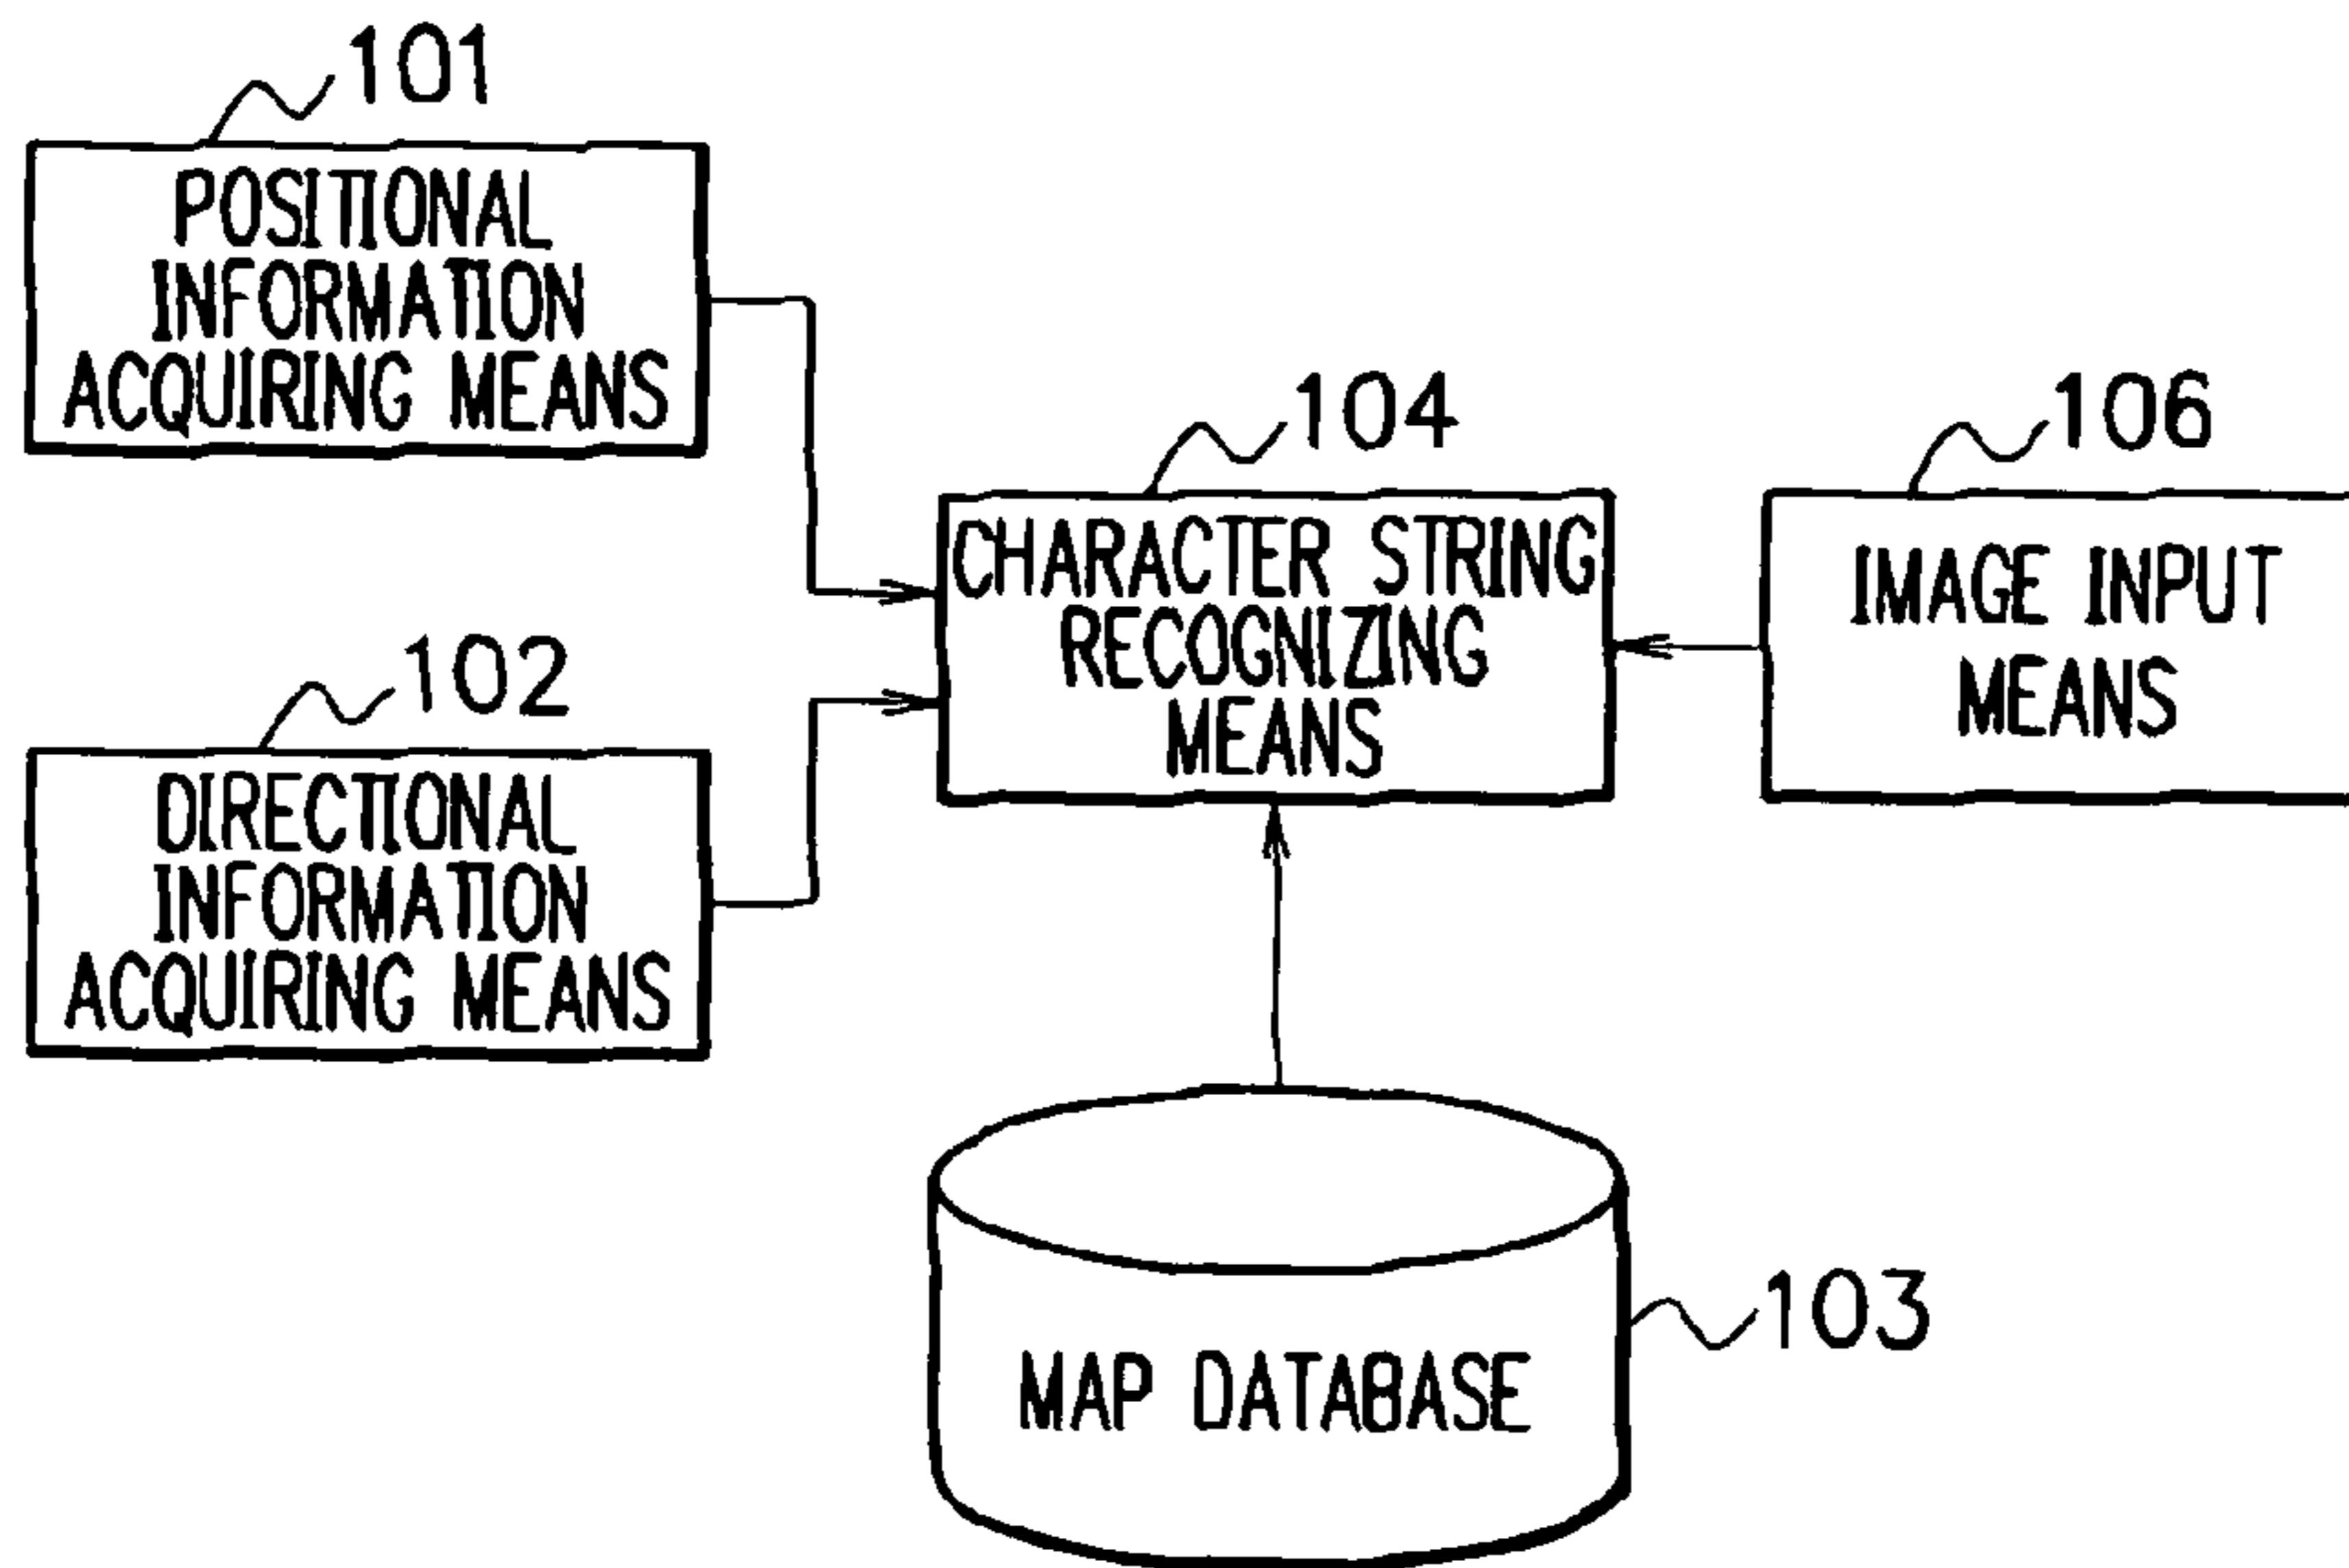 101
POSITIONAL
INFORMATION
ACQUIRING MEANS
102
DIRECTIONAL
INFORMATION
ACQUIRING MEANS
104
CHARACTER STRING
RECOGNIZING
MEANS
106
IMAGE INPUT
MEANS
103
MAP DATABASE